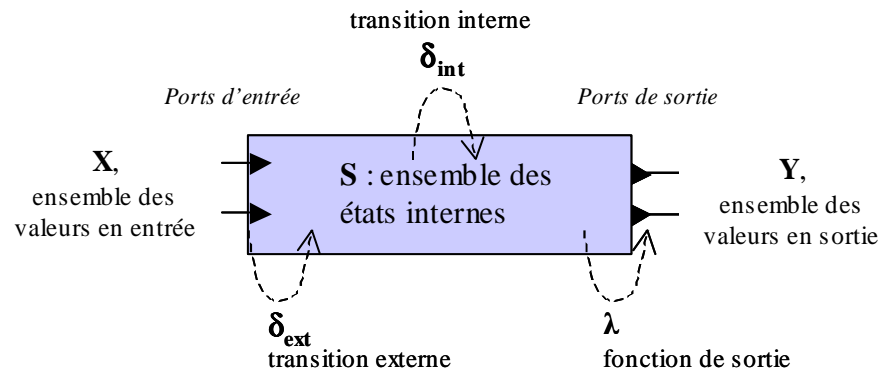 transition interne
δint
Ports d'entrée
Ports de sortie
X,
ensemble des
valeurs en entrée
S : ensemble des
états internes
Y,
ensemble des
valeurs en sortie
δext
transition externe
λ
fonction de sortie